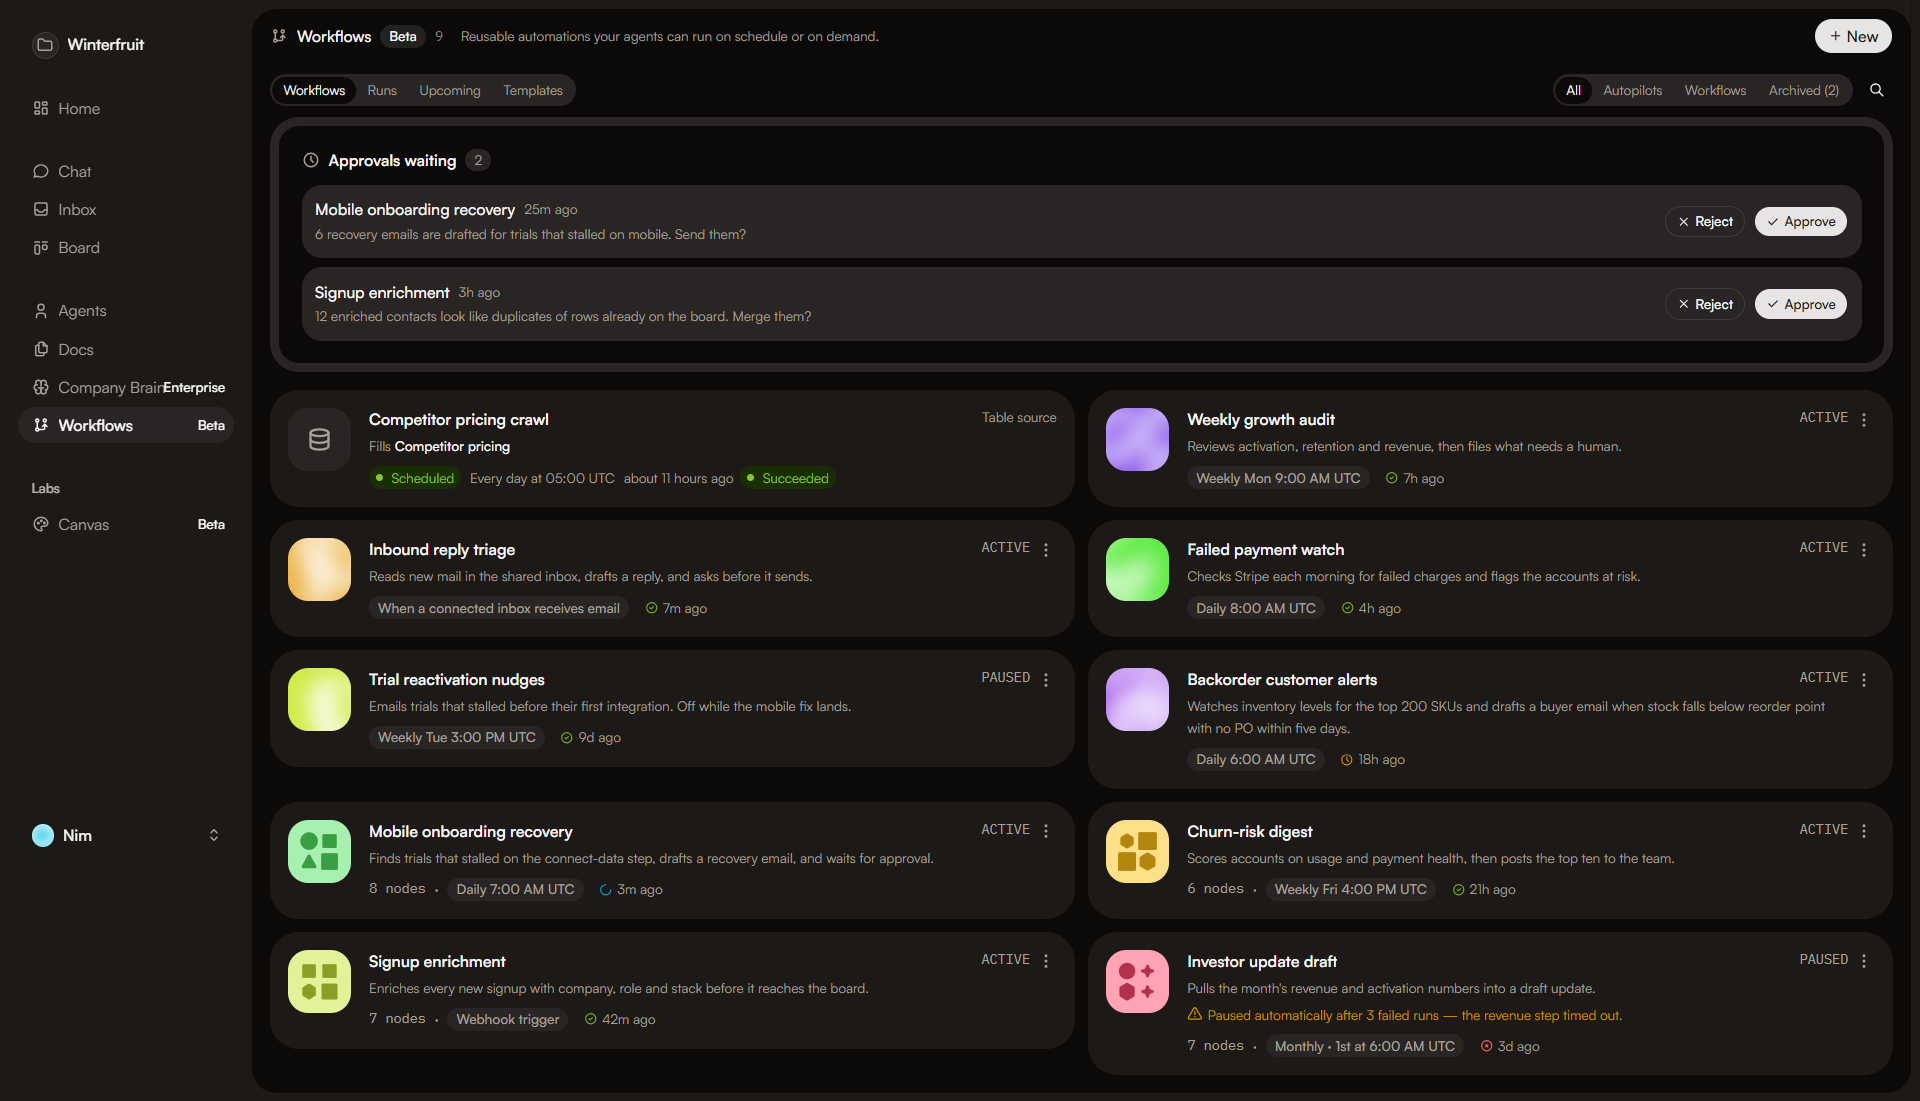 Winterfruit
Home
Chat
Inbox
Board
Agents
Docs
Company Brain Enterprise
Workflows Beta
Labs
Canvas Beta
Nim
Workflows Beta 9 Reusable automations your agents can run on schedule or on demand.
+ New
Workflows Runs Upcoming Templates
All Autopilots Workflows Archived (2)
Approvals waiting 2
Mobile onboarding recovery 25m ago
6 recovery emails are drafted for trials that stalled on mobile. Send them?
Reject Approve
Signup enrichment 3h ago
12 enriched contacts look like duplicates of rows already on the board. Merge them?
Reject Approve
Competitor pricing crawl Table source
Fills Competitor pricing
Scheduled Every day at 05:00 UTC about 11 hours ago Succeeded
Weekly growth audit ACTIVE
Reviews activation, retention and revenue, then files what needs a human.
Weekly Mon 9:00 AM UTC 7h ago
Inbound reply triage ACTIVE
Reads new mail in the shared inbox, drafts a reply, and asks before it sends.
When a connected inbox receives email 7m ago
Failed payment watch ACTIVE
Checks Stripe each morning for failed charges and flags the accounts at risk.
Daily 8:00 AM UTC 4h ago
Trial reactivation nudges PAUSED
Emails trials that stalled before their first integration. Off while the mobile fix lands.
Weekly Tue 3:00 PM UTC 9d ago
Backorder customer alerts ACTIVE
Watches inventory levels for the top 200 SKUs and drafts a buyer email when stock falls below reorder point
with no PO within five days.
Daily 6:00 AM UTC 18h ago
Mobile onboarding recovery ACTIVE
Finds trials that stalled on the connect-data step, drafts a recovery email, and waits for approval.
8 nodes · Daily 7:00 AM UTC 3m ago
Churn-risk digest ACTIVE
Scores accounts on usage and payment health, then posts the top ten to the team.
6 nodes · Weekly Fri 4:00 PM UTC 21h ago
Signup enrichment ACTIVE
Enriches every new signup with company, role and stack before it reaches the board.
7 nodes · Webhook trigger 42m ago
Investor update draft PAUSED
Pulls the month's revenue and activation numbers into a draft update.
Paused automatically after 3 failed runs — the revenue step timed out.
7 nodes · Monthly · 1st at 6:00 AM UTC 3d ago